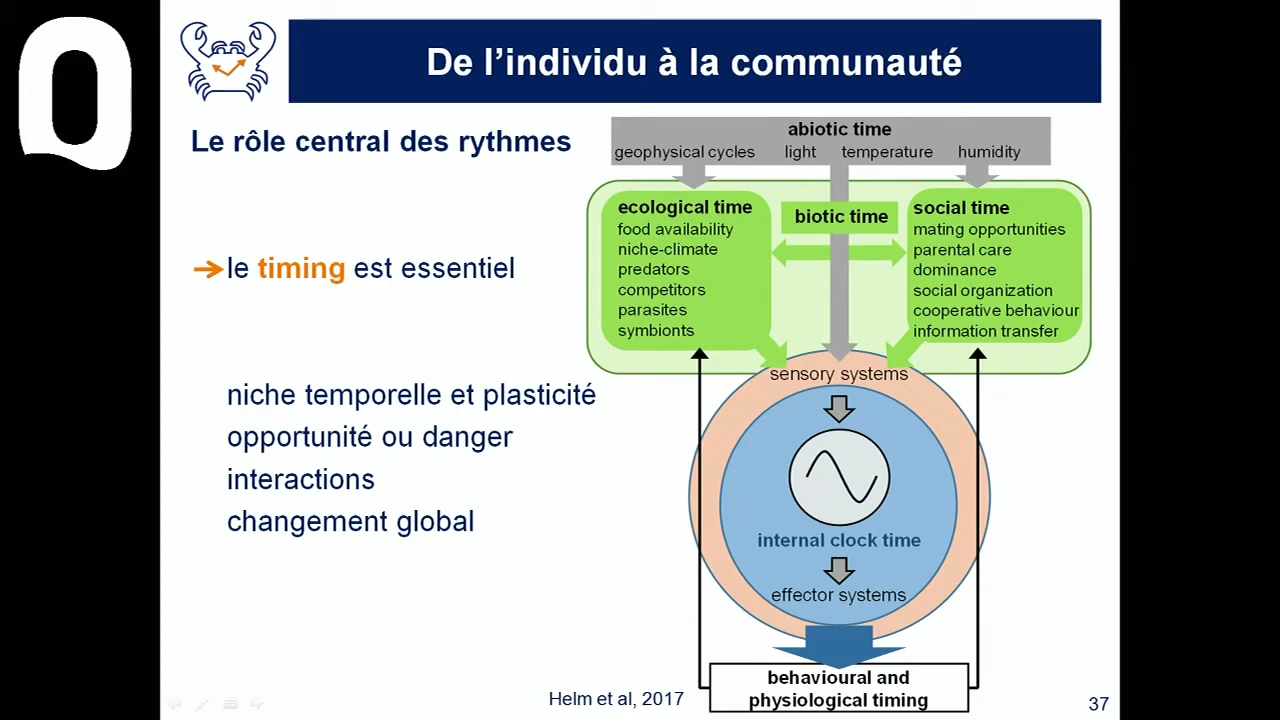 De l’individu à la communauté
Le rôle central des rythmes
le timing est essentiel
niche temporelle et plasticité
opportunité ou danger
interactions
changement global
abiotic time
geophysical cycles light temperature humidity
ecological time
food availability
niche-climate
predators
competitors
parasites
symbionts
biotic time
social time
mating opportunities
parental care
dominance
social organization
cooperative behaviour
information transfer
sensory systems
internal clock time
effector systems
behavioural and
physiological timing
Helm et al, 2017
37